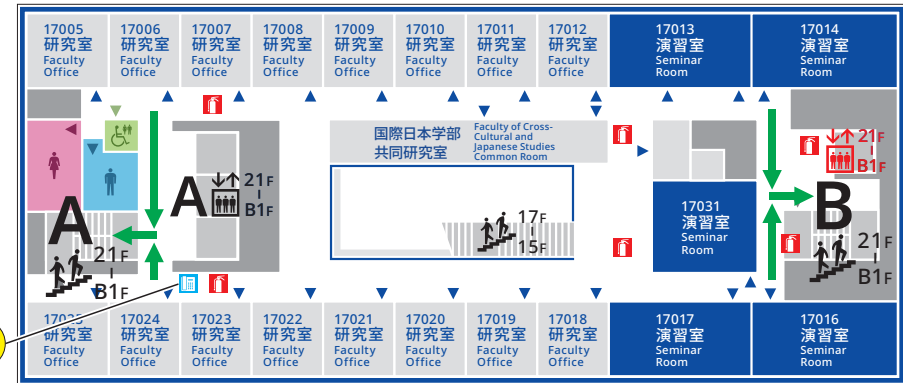 17005
研究室
Faculty
Office
17006
研究室
Faculty
Office
17007
研究室
Faculty
Office
17008
研究室
Faculty
Office
17009
研究室
Faculty
Office
17010
研究室
Faculty
Office
17011
研究室
Faculty
Office
17012
研究室
Faculty
Office
17013
演習室
Seminar
Room
17014
演習室
Seminar
Room
国際日本学部
共同研究室
Faculty of Cross-
Cultural and
Japanese Studies
Common Room
21F
B1F
A
21F
B1F
A
21F
B1F
17F
15F
17031
演習室
Seminar
Room
B
21F
B1F
17025
研究室
Faculty
Office
17024
研究室
Faculty
Office
17023
研究室
Faculty
Office
17022
研究室
Faculty
Office
17021
研究室
Faculty
Office
17020
研究室
Faculty
Office
17019
研究室
Faculty
Office
17018
研究室
Faculty
Office
17017
演習室
Seminar
Room
17016
演習室
Seminar
Room